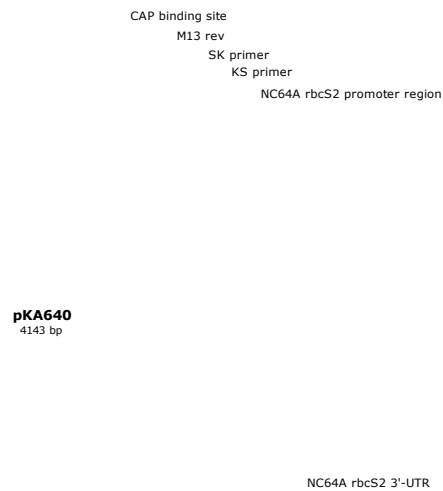 CAP binding site
M13 rev
SK primer
KS primer
NC64A rbcS2 promoter region
pKA640
4143 bp
NC64A rbcS2 3'-UTR